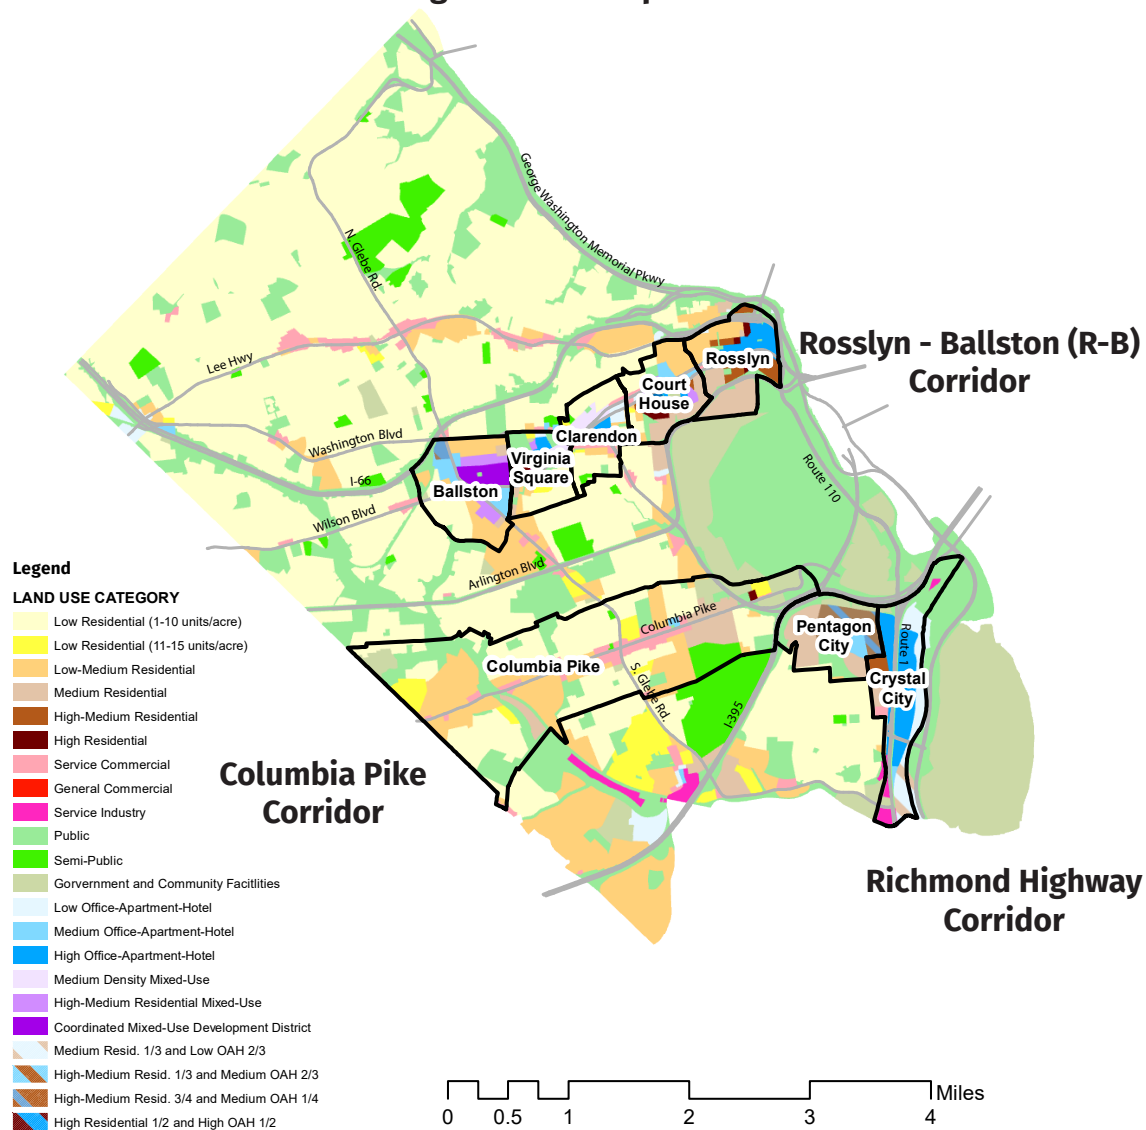 George Washington Memorial Pkwy
N. Glebe Rd.
Rosslyn - Ballston (R-B)
Corridor
Rosslyn
Lee Hwy
Court
House
Washington Blvd
Clarendon
Virginia
Square
I-66
Ballston
Route 110
Wilson Blvd
Arlington Blvd
Columbia Pike
Pentagon
City
Route 1
Columbia Pike
S. Glebe Rd.
Crystal
City
I-395
Columbia Pike
Corridor
Richmond Highway
Corridor
Legend
LAND USE CATEGORY
Low Residential (1-10 units/acre)
Low Residential (11-15 units/acre)
Low-Medium Residential
Medium Residential
High-Medium Residential
High Residential
Service Commercial
General Commercial
Service Industry
Public
Semi-Public
Gorvernment and Community Facitlities
Low Office-Apartment-Hotel
Medium Office-Apartment-Hotel
High Office-Apartment-Hotel
Medium Density Mixed-Use
High-Medium Residential Mixed-Use
Coordinated Mixed-Use Development District
Medium Resid. 1/3 and Low OAH 2/3
High-Medium Resid. 1/3 and Medium OAH 2/3
High-Medium Resid. 3/4 and Medium OAH 1/4
High Residential 1/2 and High OAH 1/2
Miles
0 0.5 1 2 3 4